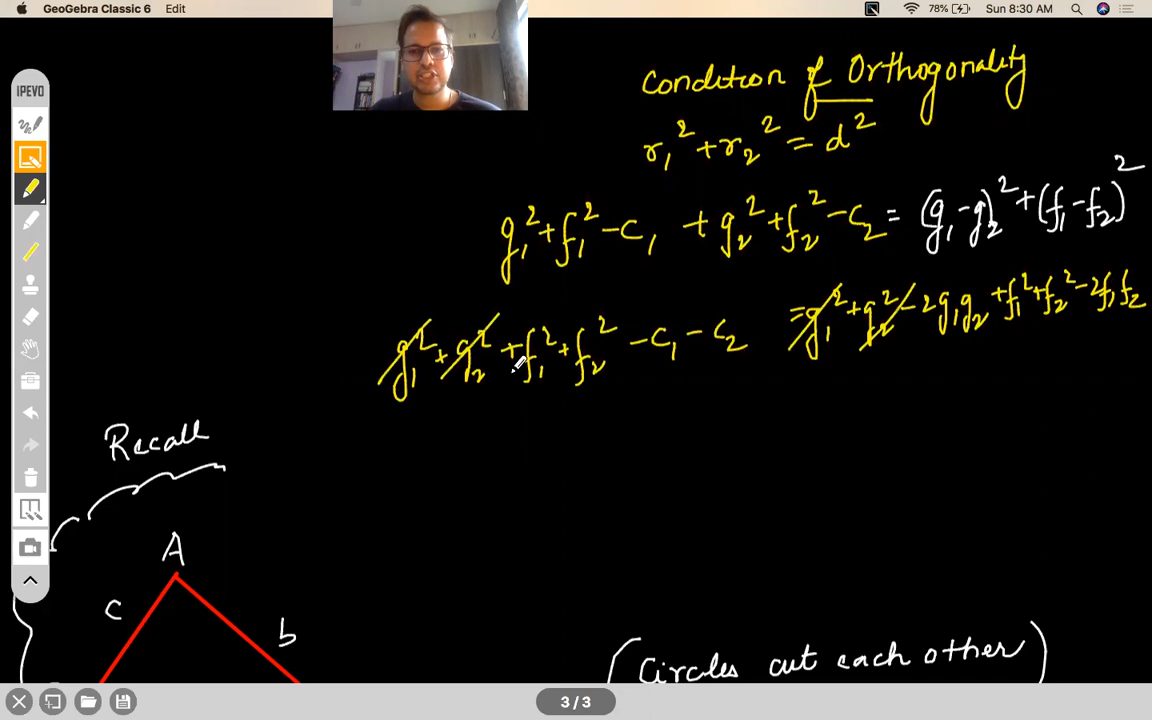 GeoGebra Classic 6 Edit 78% Sun 8:30 AM
IPEVO
Condition of Orthogonality
r₁² + r₂² = d²
g₁² + f₁² - c₁ + g₂² + f₂² - c₂ = (g₁ - g₂)² + (f₁ - f₂)²
g₁² + g₂² + f₁² + f₂² - c₁ - c₂ = g₁² + g₂² - 2g₁g₂ + f₁² + f₂² - 2f₁f₂
Recall
A
c
b
(Circles cut each other)
3 / 3